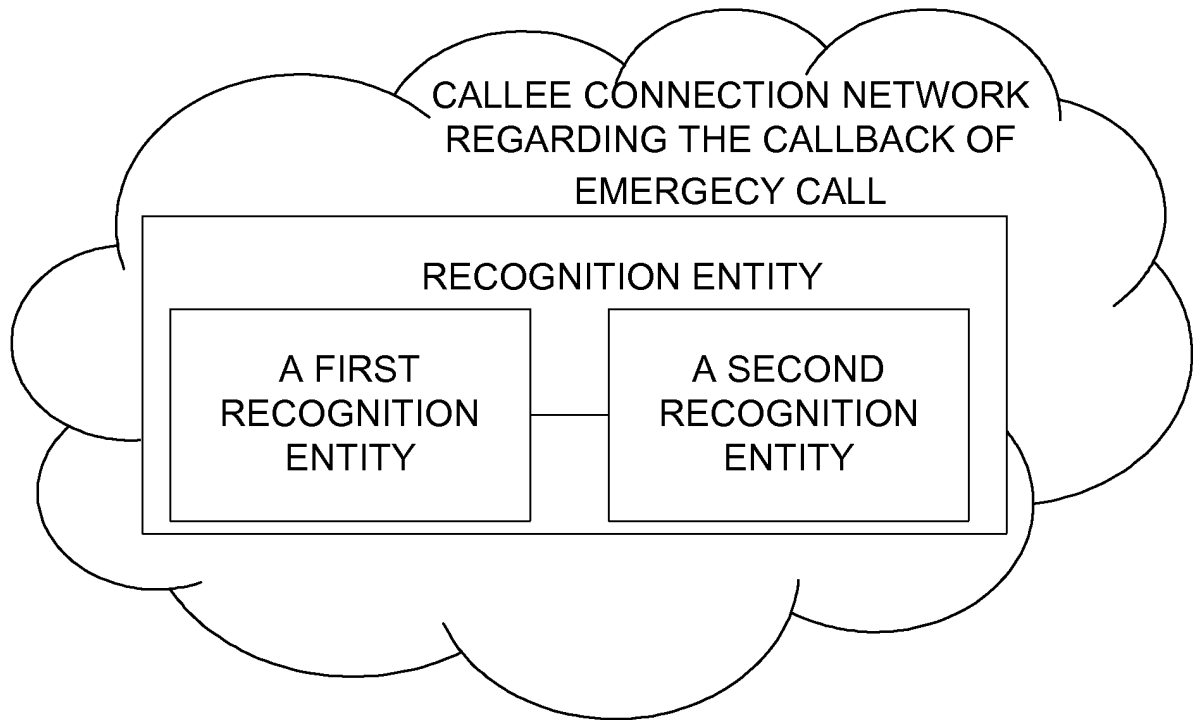 CALLEE CONNECTION NETWORK
REGARDING THE CALLBACK OF
EMERGECY CALL
RECOGNITION ENTITY
A FIRST
RECOGNITION
ENTITY
A SECOND
RECOGNITION
ENTITY